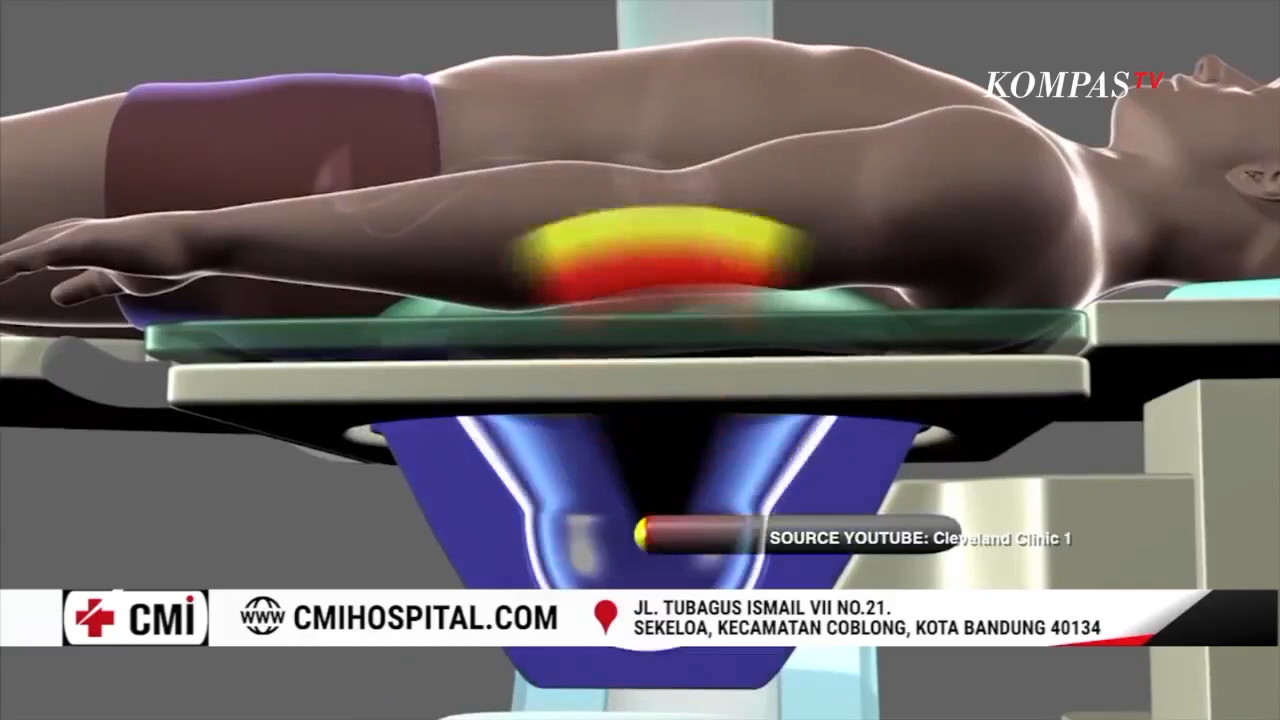 KOMPASTV
SOURCE YOUTUBE: Cleveland Clinic 1
CMI
WWW
CMIHOSPITAL.COM
JL. TUBAGUS ISMAIL VII NO.21.
SEKELOA, KECAMATAN COBLONG, KOTA BANDUNG 40134